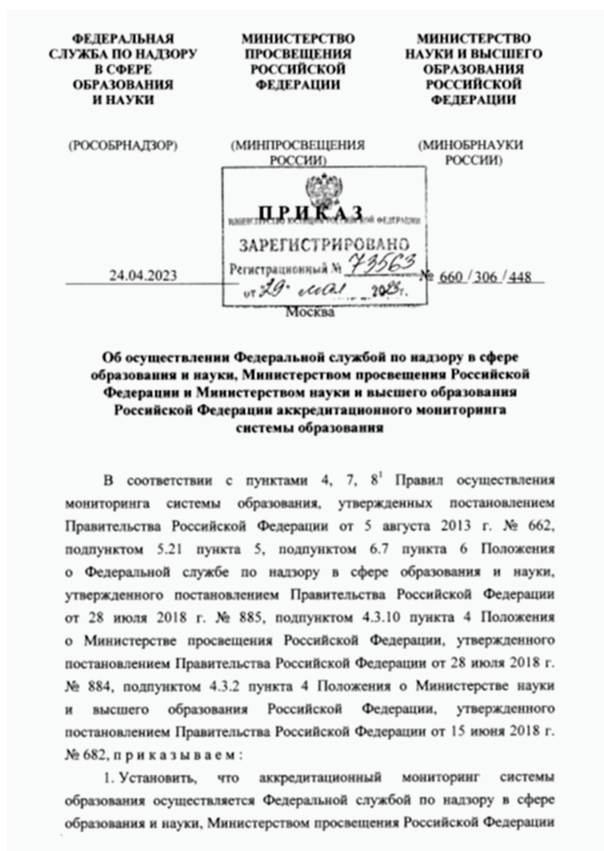 ФЕДЕРАЛЬНАЯ
СЛУЖБА ПО НАДЗОРУ
В СФЕРЕ
ОБРАЗОВАНИЯ
И НАУКИ
(РОСОБРНАДЗОР)
МИНИСТЕРСТВО
ПРОСВЕЩЕНИЯ
РОССИЙСКОЙ
ФЕДЕРАЦИИ
(МИНПРОСВЕЩЕНИЯ
РОССИИ)
МИНИСТЕРСТВО
НАУКИ И ВЫСШЕГО
ОБРАЗОВАНИЯ
РОССИЙСКОЙ
ФЕДЕРАЦИИ
(МИНОБРНАУКИ
РОССИИ)
П Р И К А З
МИНИСТЕРСТВО ЮСТИЦИИ РОССИЙСКОЙ ФЕДЕРАЦИИ
ЗАРЕГИСТРИРОВАНО
Регистрационный № 73563
от 29 мая 2023г.
24.04.2023
№ 660 / 306 / 448
Москва
Об осуществлении Федеральной службой по надзору в сфере
образования и науки, Министерством просвещения Российской
Федерации и Министерством науки и высшего образования
Российской Федерации аккредитационного мониторинга
системы образования
В соответствии с пунктами 4, 7, 8¹ Правил осуществления
мониторинга системы образования, утвержденных постановлением
Правительства Российской Федерации от 5 августа 2013 г. № 662,
подпунктом 5.21 пункта 5, подпунктом 6.7 пункта 6 Положения
о Федеральной службе по надзору в сфере образования и науки,
утвержденного постановлением Правительства Российской Федерации
от 28 июля 2018 г. № 885, подпунктом 4.3.10 пункта 4 Положения
о Министерстве просвещения Российской Федерации, утвержденного
постановлением Правительства Российской Федерации от 28 июля 2018 г.
№ 884, подпунктом 4.3.2 пункта 4 Положения о Министерстве науки
и высшего образования Российской Федерации, утвержденного
постановлением Правительства Российской Федерации от 15 июня 2018 г.
№ 682, п р и к а з ы в а е м :
1. Установить, что аккредитационный мониторинг системы
образования осуществляется Федеральной службой по надзору в сфере
образования и науки, Министерством просвещения Российской Федерации